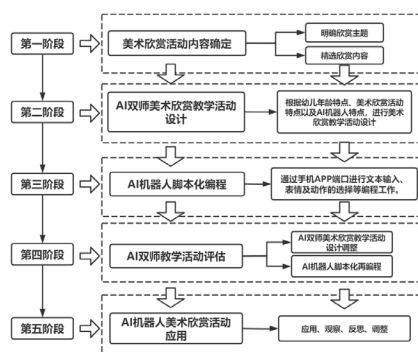 第一阶段
美术欣赏活动内容确定
明确欣赏主题
精选欣赏内容
第二阶段
AI双师美术欣赏教学活动
设计
根据幼儿年龄特点、美术欣赏活动
特点以及AI机器人特点，进行美术
欣赏教学活动设计
第三阶段
AI机器人脚本化编程
通过手机APP端口进行文本输入、
表情及动作的选择等编程工作。
第四阶段
AI双师教学活动评估
AI双师美术欣赏教学活动
设计调整
AI机器人脚本化再编程
第五阶段
AI机器人美术欣赏活动
应用
应用、观察、反思、调整